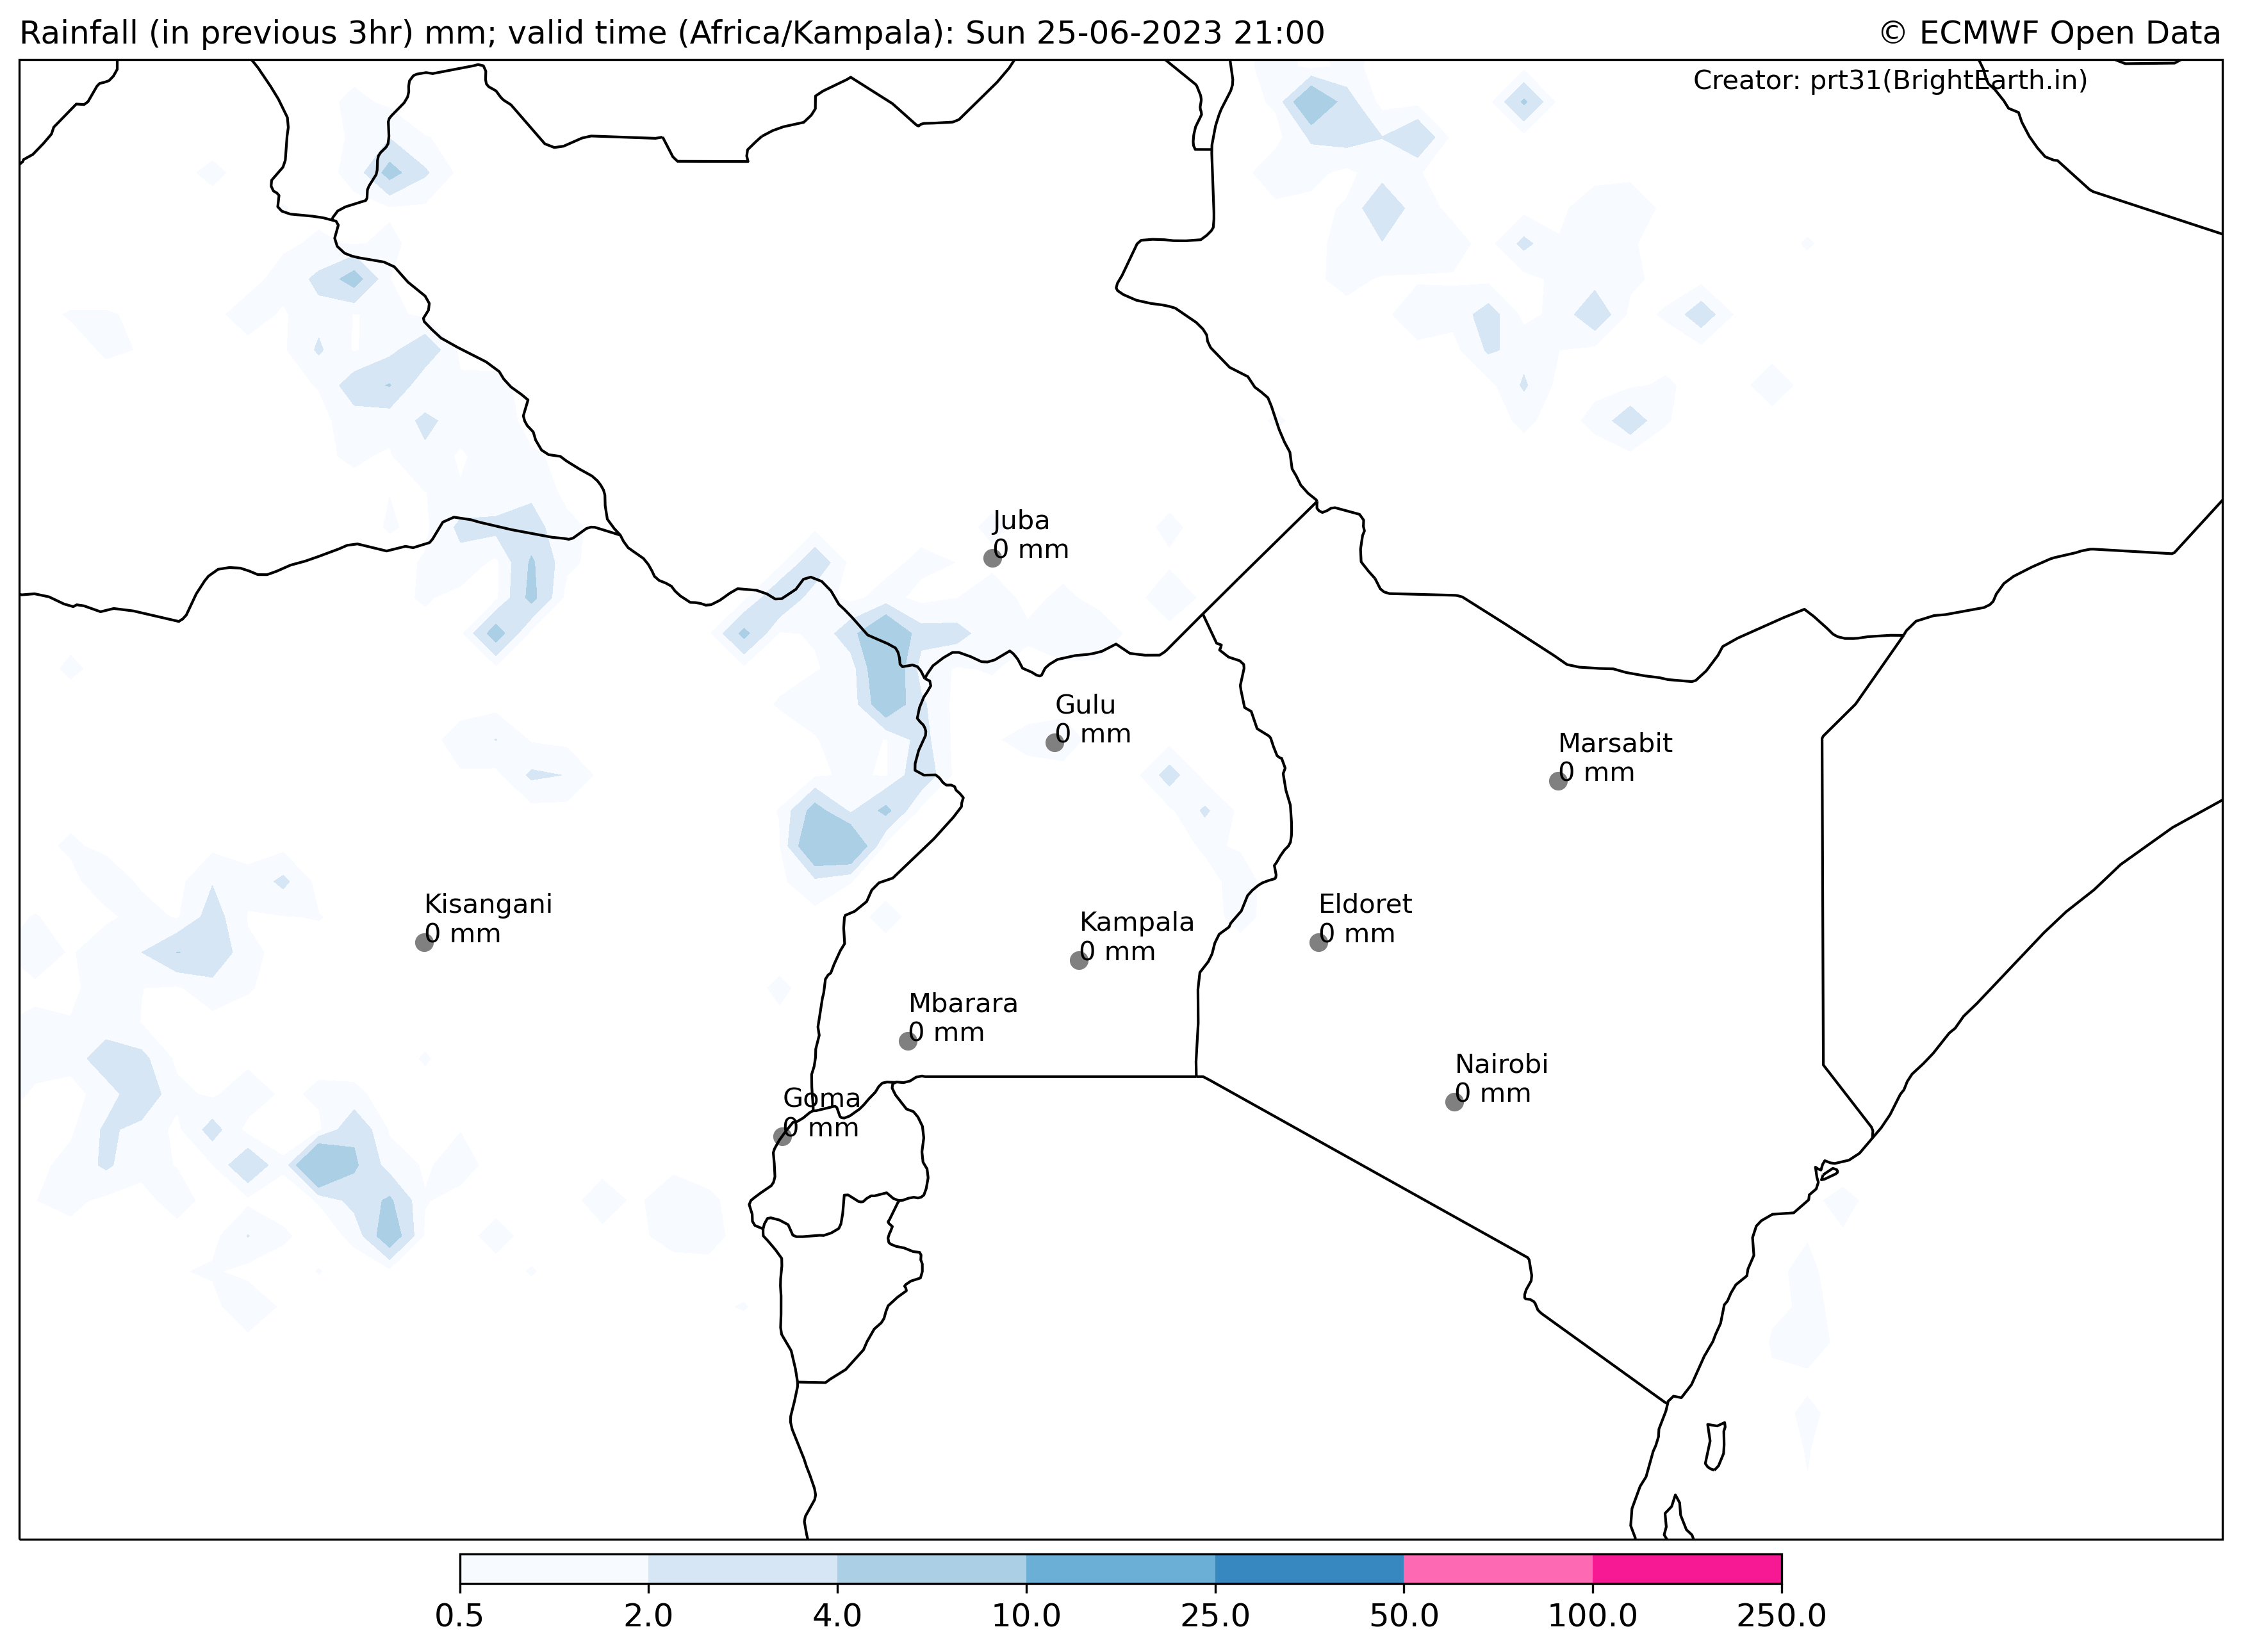 Rainfall (in previous 3hr) mm; valid time (Africa/Kampala): Sun 25-06-2023 21:00
© ECMWF Open Data
Creator: prt31(BrightEarth.in)
Juba
0 mm
Gulu
0 mm
Marsabit
0 mm
Kisangani
0 mm
Kampala
0 mm
Eldoret
0 mm
Mbarara
0 mm
Nairobi
0 mm
Goma
0 mm
0.5 2.0 4.0 10.0 25.0 50.0 100.0 250.0